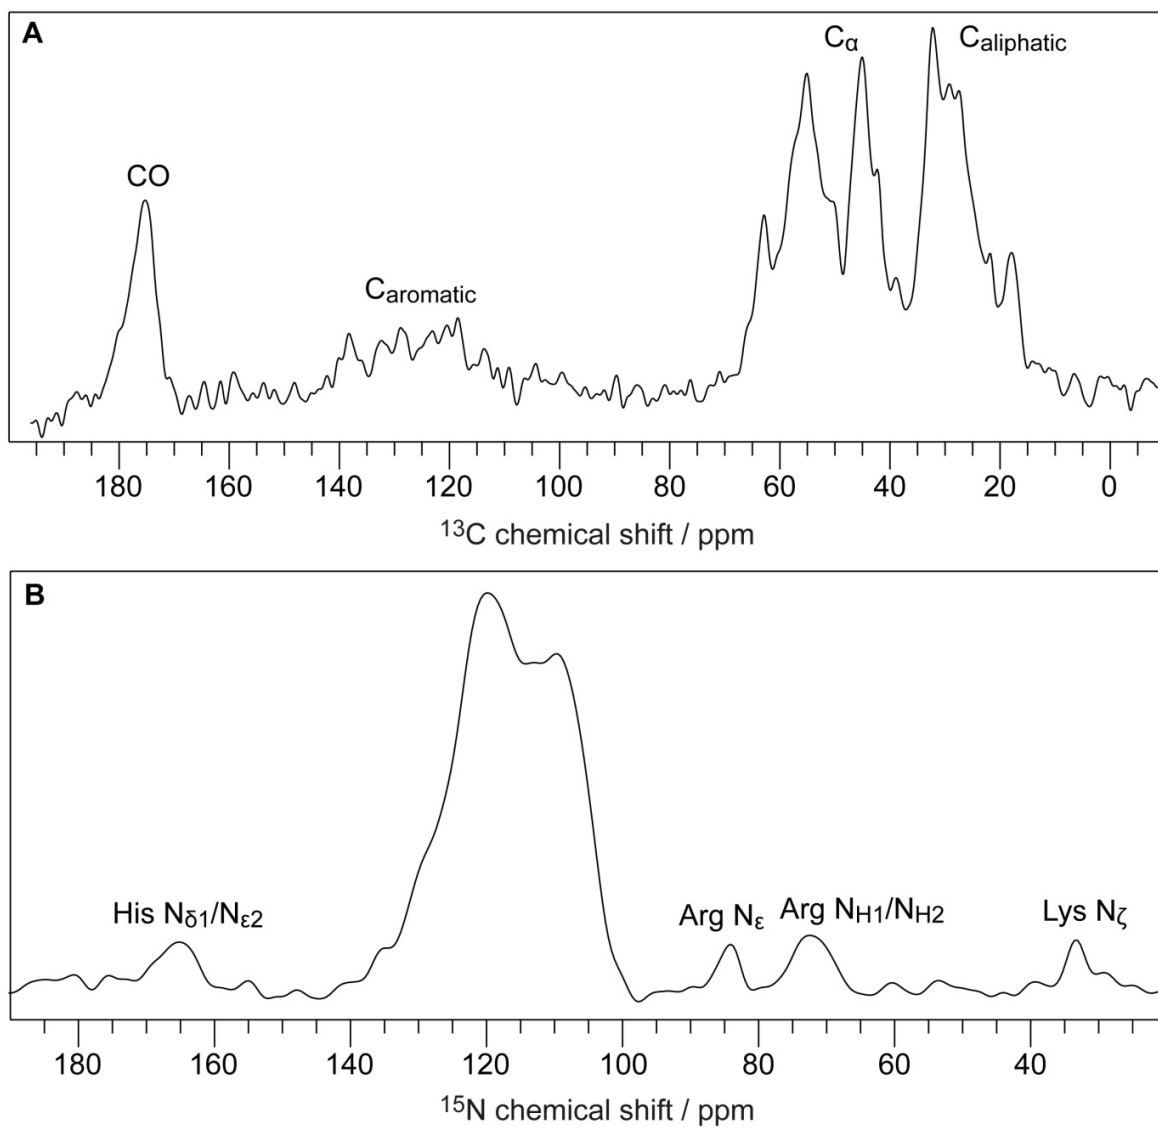 A
Cα
Caliphatic
CO
Caromatic
180 160 140 120 100 80 60 40 20 0
13C chemical shift / ppm
B
His Nδ1/Nε2
Arg Nε
Arg NH1/NH2
Lys Nζ
180 160 140 120 100 80 60 40
15N chemical shift / ppm